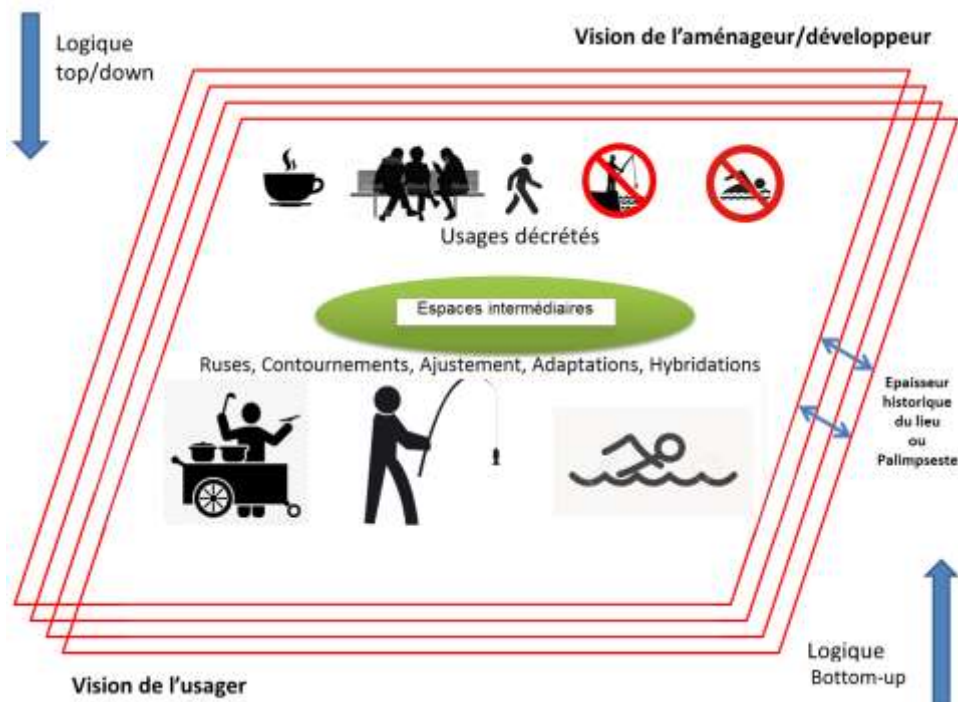 Logique
top/down
Vision de l'aménageur/développeur
Usages décrétés
Espaces intermédiaires
Ruses, Contournements, Ajustement, Adaptations, Hybridations
Epaisseur
historique
du lieu
ou
Palimpseste
Logique
Bottom-up
Vision de l'usager